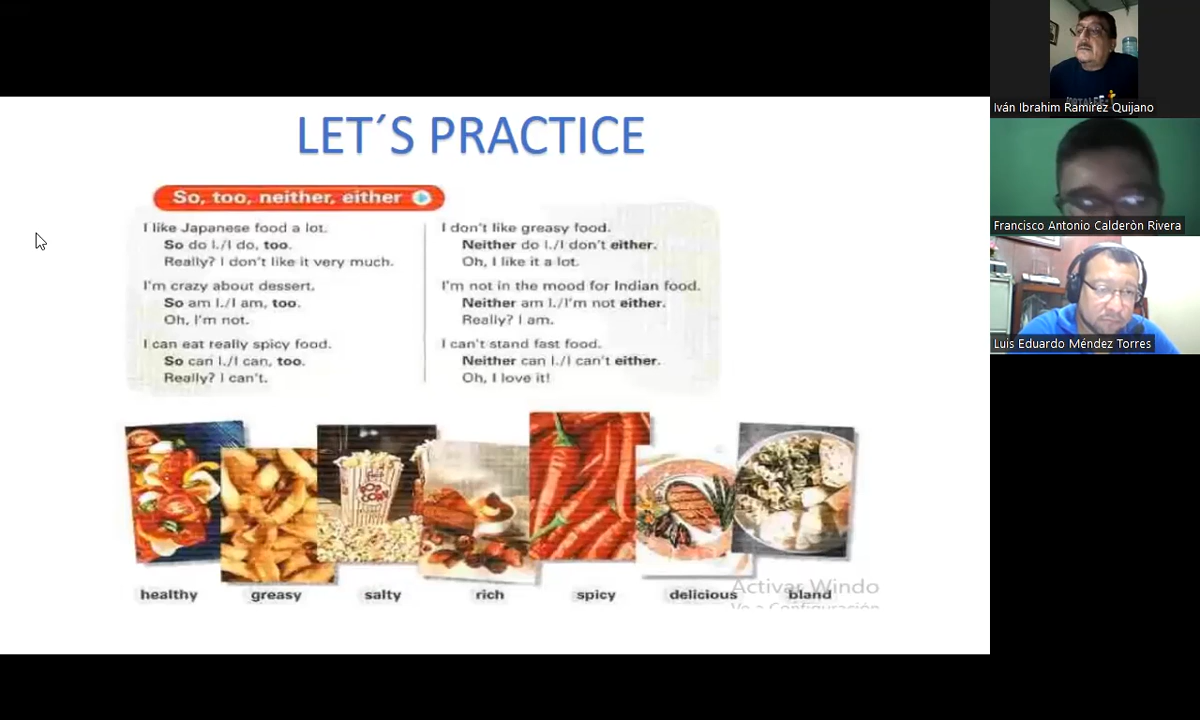 LET´S PRACTICE
So, too, neither, either
I like Japanese food a lot.
So do I./I do, too.
Really? I don't like it very much.
I'm crazy about dessert.
So am I./I am, too.
Oh, I'm not.
I can eat really spicy food.
So can I./I can, too.
Really? I can't.
I don't like greasy food.
Neither do I./I don't either.
Oh, I like it a lot.
I'm not in the mood for Indian food.
Neither am I./I'm not either.
Really? I am.
I can't stand fast food.
Neither can I./I can't either.
Oh, I love it!
POP
CORN
healthy
greasy
salty
rich
spicy
delicious
bland
Activar Windo
Ve a Configuración
Iván Ibrahim Ramírez Quijano
Francisco Antonio Calderòn Rivera
Luis Eduardo Méndez Torres